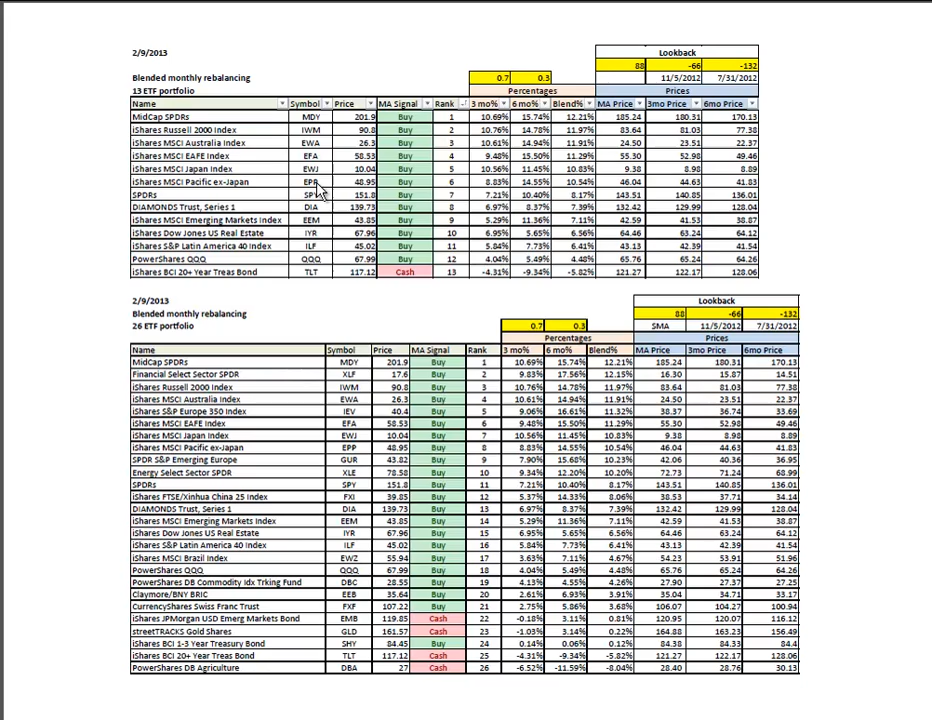 2/9/2013 Lookback
88 -66 -132
Blended monthly rebalancing 0.7 0.3 11/5/2012 7/31/2012
13 ETF portfolio Percentages Prices
Name Symbol Price MA Signal Rank 3 mo% 6 mo% Blend% MA Price 3mo Price 6mo Price
MidCap SPDRs MDY 201.9 Buy 1 10.69% 15.74% 12.21% 185.24 180.31 170.13
iShares Russell 2000 Index IWM 90.8 Buy 2 10.76% 14.78% 11.97% 83.64 81.03 77.38
iShares MSCI Australia Index EWA 26.3 Buy 3 10.61% 14.94% 11.91% 24.50 23.51 22.37
iShares MSCI EAFE Index EFA 58.53 Buy 4 9.48% 15.50% 11.29% 55.30 52.98 49.46
iShares MSCI Japan Index EWJ 10.04 Buy 5 10.56% 11.45% 10.83% 9.38 8.98 8.89
iShares MSCI Pacific ex-Japan EPP 48.95 Buy 6 8.83% 14.55% 10.54% 46.04 44.63 41.83
SPDRs SPY 151.8 Buy 7 7.21% 10.40% 8.17% 143.51 140.85 136.01
DIAMONDS Trust, Series 1 DIA 139.73 Buy 8 6.97% 8.37% 7.39% 132.42 129.99 128.04
iShares MSCI Emerging Markets Index EEM 43.85 Buy 9 5.29% 11.36% 7.11% 42.59 41.53 38.87
iShares Dow Jones US Real Estate IYR 67.96 Buy 10 6.95% 5.65% 6.56% 64.46 63.24 64.12
iShares S&P Latin America 40 Index ILF 45.02 Buy 11 5.84% 7.73% 6.41% 43.13 42.39 41.54
PowerShares QQQ QQQ 67.99 Buy 12 4.04% 5.49% 4.48% 65.76 65.24 64.26
iShares BCI 20+ Year Treas Bond TLT 117.12 Cash 13 -4.31% -9.34% -5.82% 121.27 122.17 128.06
2/9/2013 Lookback
Blended monthly rebalancing 88 -66 -132
26 ETF portfolio 0.7 0.3 SMA 11/5/2012 7/31/2012
Percentages Prices
Name Symbol Price MA Signal Rank 3 mo% 6 mo% Blend% MA Price 3mo Price 6mo Price
MidCap SPDRs MDY 201.9 Buy 1 10.69% 15.74% 12.21% 185.24 180.31 170.13
Financial Select Sector SPDR XLF 17.6 Buy 2 9.83% 17.56% 12.15% 16.30 15.87 14.51
iShares Russell 2000 Index IWM 90.8 Buy 3 10.76% 14.78% 11.97% 83.64 81.03 77.38
iShares MSCI Australia Index EWA 26.3 Buy 4 10.61% 14.94% 11.91% 24.50 23.51 22.37
iShares S&P Europe 350 Index IEV 40.4 Buy 5 9.06% 16.61% 11.32% 38.37 36.74 33.69
iShares MSCI EAFE Index EFA 58.53 Buy 6 9.48% 15.50% 11.29% 55.30 52.98 49.46
iShares MSCI Japan Index EWJ 10.04 Buy 7 10.56% 11.45% 10.83% 9.38 8.98 8.89
iShares MSCI Pacific ex-Japan EPP 48.95 Buy 8 8.83% 14.55% 10.54% 46.04 44.63 41.83
SPDR S&P Emerging Europe GUR 43.82 Buy 9 7.90% 15.68% 10.23% 42.06 40.36 36.95
Energy Select Sector SPDR XLE 78.58 Buy 10 9.34% 12.20% 10.20% 72.73 71.24 68.99
SPDRs SPY 151.8 Buy 11 7.21% 10.40% 8.17% 143.51 140.85 136.01
iShares FTSE/Xinhua China 25 Index FXI 39.85 Buy 12 5.37% 14.33% 8.06% 38.53 37.71 34.14
DIAMONDS Trust, Series 1 DIA 139.73 Buy 13 6.97% 8.37% 7.39% 132.42 129.99 128.04
iShares MSCI Emerging Markets Index EEM 43.85 Buy 14 5.29% 11.36% 7.11% 42.59 41.53 38.87
iShares Dow Jones US Real Estate IYR 67.96 Buy 15 6.95% 5.65% 6.56% 64.46 63.24 64.12
iShares S&P Latin America 40 Index ILF 45.02 Buy 16 5.84% 7.73% 6.41% 43.13 42.39 41.54
iShares MSCI Brazil Index EWZ 55.94 Buy 17 3.63% 7.11% 4.67% 54.23 53.91 51.96
PowerShares QQQ QQQ 67.99 Buy 18 4.04% 5.49% 4.48% 65.76 65.24 64.26
PowerShares DB Commodity Idx Trking Fund DBC 28.55 Buy 19 4.13% 4.55% 4.26% 27.90 27.37 27.25
Claymore/BNY BRIC EEB 35.64 Buy 20 2.61% 6.93% 3.91% 35.04 34.71 33.17
CurrencyShares Swiss Franc Trust FXF 107.22 Buy 21 2.75% 5.86% 3.68% 106.07 104.27 100.94
iShares JPMorgan USD Emerg Markets Bond EMB 119.85 Cash 22 -0.18% 3.11% 0.81% 120.95 120.07 116.12
streetTRACKS Gold Shares GLD 161.57 Cash 23 -1.03% 3.14% 0.22% 164.88 163.23 156.49
iShares BCI 1-3 Year Treasury Bond SHY 84.45 Buy 24 0.14% 0.06% 0.12% 84.38 84.33 84.4
iShares BCI 20+ Year Treas Bond TLT 117.12 Cash 25 -4.31% -9.34% -5.82% 121.27 122.17 128.06
PowerShares DB Agriculture DBA 27 Cash 26 -6.52% -11.59% -8.04% 28.40 28.76 30.13